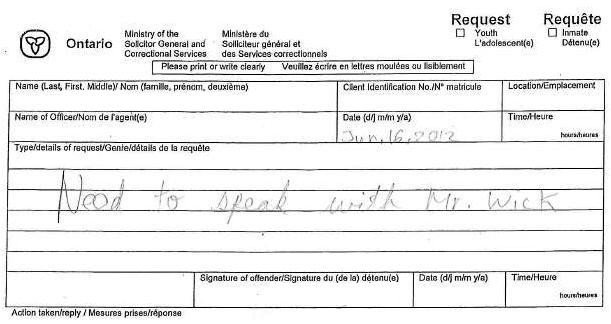 Request Requête
Ontario
Ministry of the
Solicitor General and
Correctional Services
Ministère du
Solliciteur général et
des Services correctionnels
Youth
L'adolescent(e)
Inmate
Détenu(e)
Please print or write clearly Veuillez écrire en lettres moulées ou lisiblement
Name (Last, First, Middle)/ Nom (famille, prénom, deuxième) Client Identification No./N° matricule Location/Emplacement
Name of Officer/Nom de l'agent(e) Date (d/j m/m y/a) Time/Heure
Jun, 16, 2012
hours/heures
Type/details of request/Genre/détails de la requête
Need to speak with Mr. Wick
Signature of offender/Signature du (de la) détenu(e) Date (d/j m/m y/a) Time/Heure
hours/heures
Action taken/reply / Mesures prises/réponse